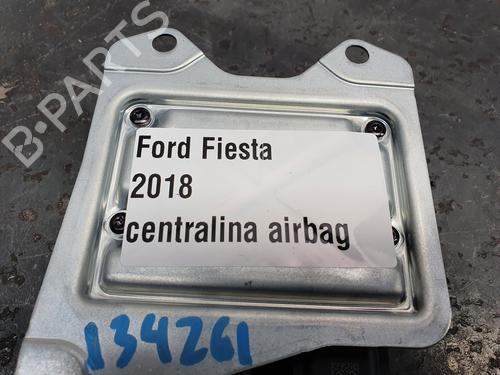 B-PARTS
Ford Fiesta
2018
centralina airbag
134261